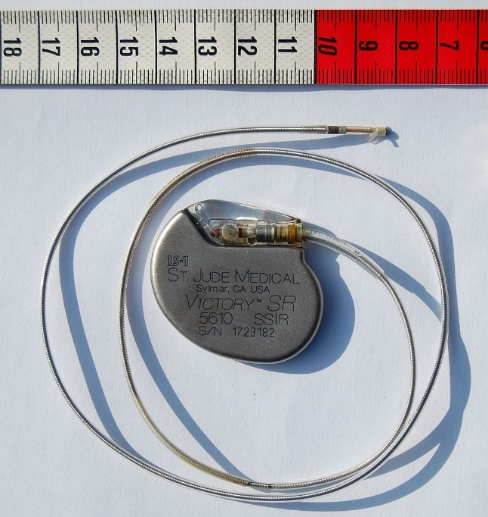 18 17 16 15 14 13 12 11 10 9 8 7 6
IS-1
ST. JUDE MEDICAL
Sylmar, CA USA
VICTORY™ SR
5610 SSIR
S/N 1723182